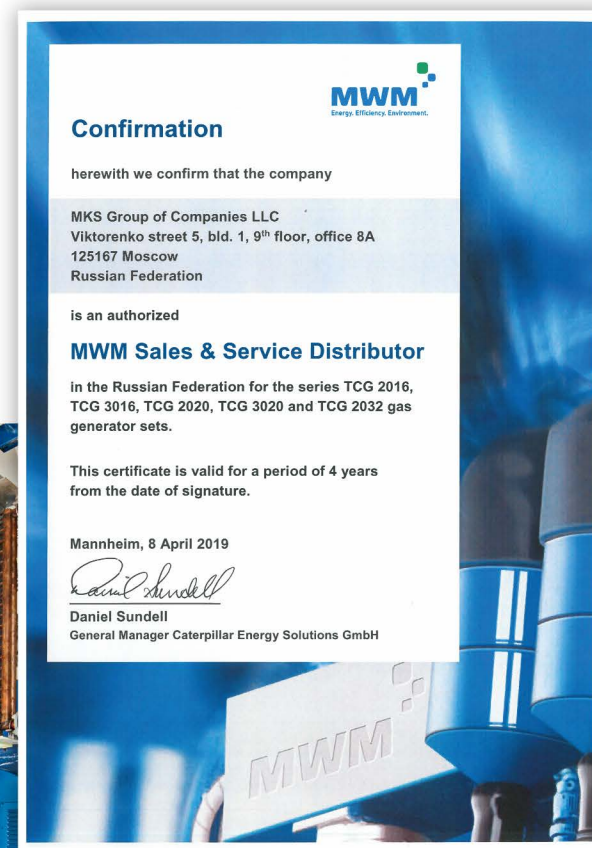 MWM
Energy. Efficiency. Environment.
Confirmation
herewith we confirm that the company
MKS Group of Companies LLC
Viktorenko street 5, bld. 1, 9th floor, office 8A
125167 Moscow
Russian Federation
is an authorized
MWM Sales & Service Distributor
in the Russian Federation for the series TCG 2016,
TCG 3016, TCG 2020, TCG 3020 and TCG 2032 gas
generator sets.
This certificate is valid for a period of 4 years
from the date of signature.
Mannheim, 8 April 2019
Daniel Sundell
Daniel Sundell
General Manager Caterpillar Energy Solutions GmbH
MWM